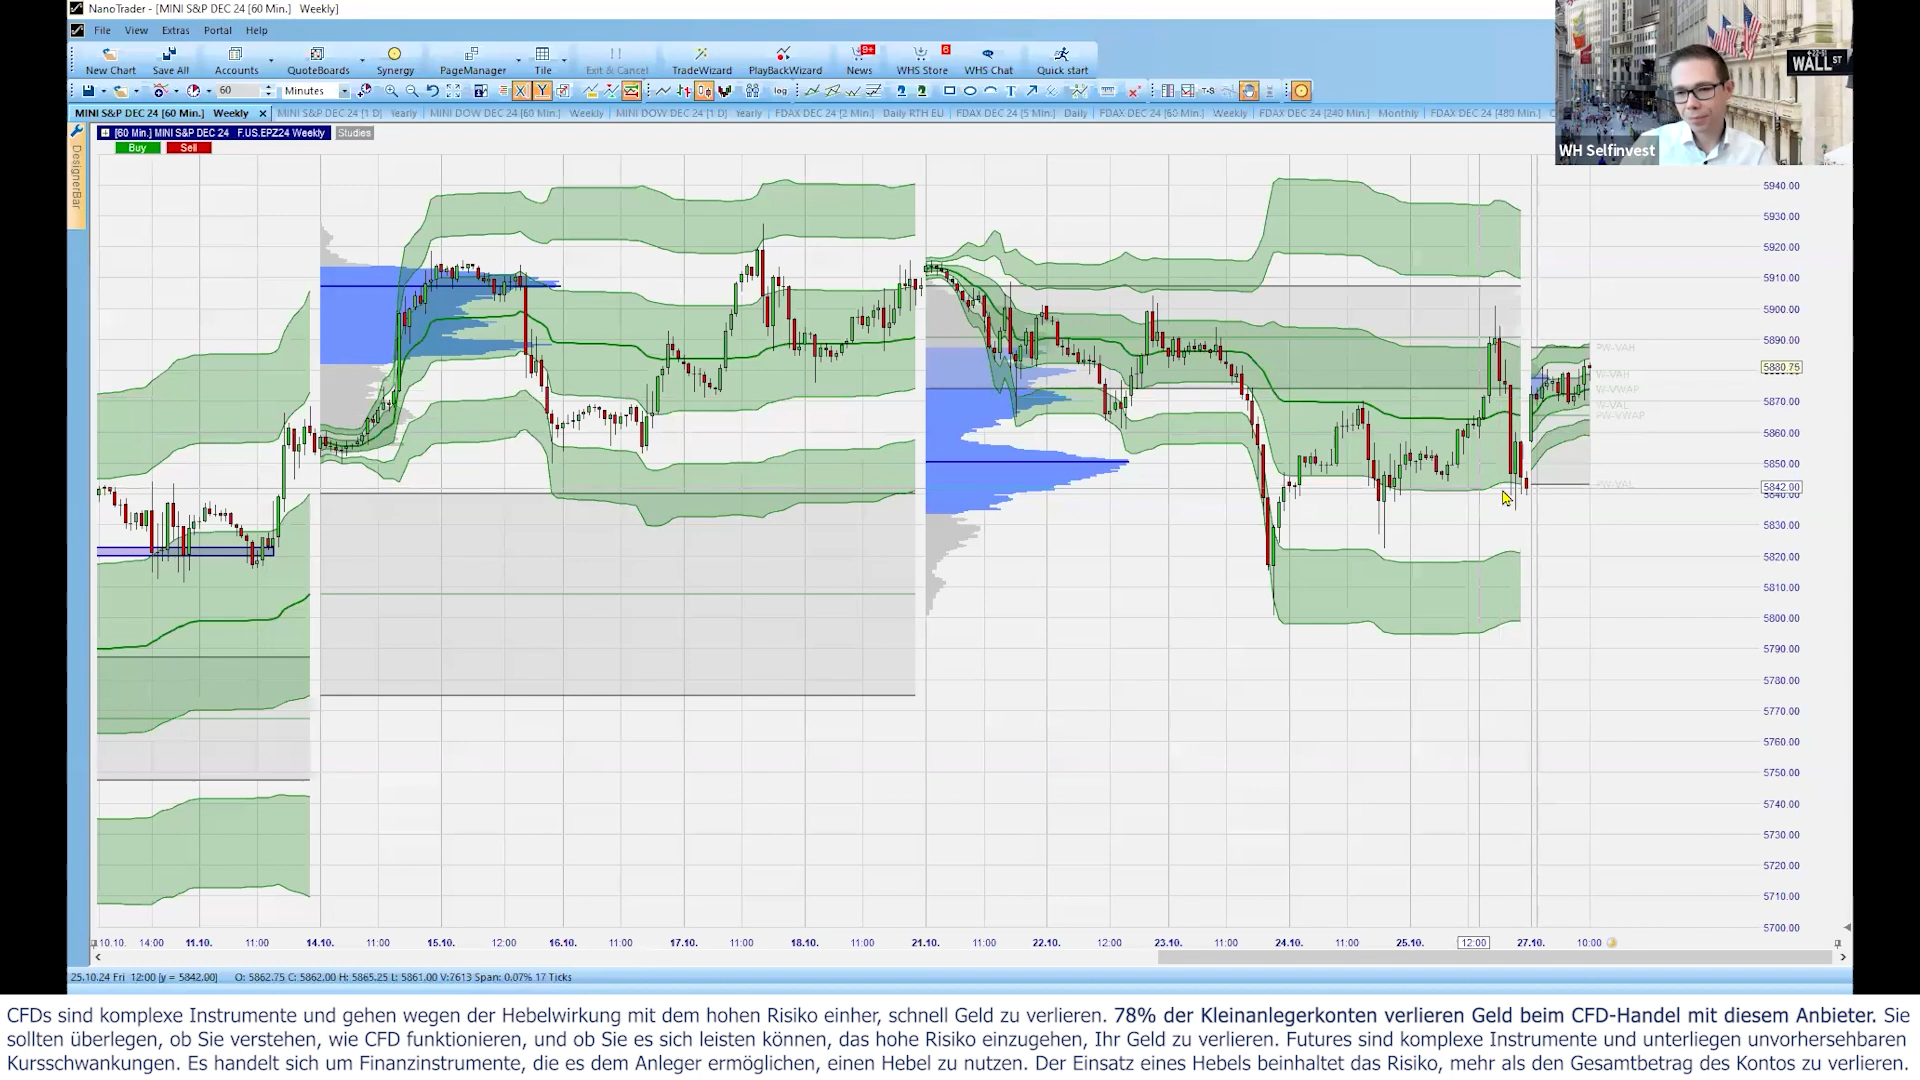 NanoTrader - [MINI S&P DEC 24 [60 Min.] Weekly]
File View Extras Portal Help
New Chart Save All Accounts QuoteBoards Synergy PageManager Tile Exit & Cancel TradeWizard PlayBackWizard News 9+ WHS Store 6 WHS Chat Quick start
60 Minutes log T
MINI S&P DEC 24 [60 Min.] Weekly MINI S&P DEC 24 [1 D] Yearly MINI DOW DEC 24 [60 Min.] Weekly MINI DOW DEC 24 [1 D] Yearly FDAX DEC 24 [2 Min.] Daily RTH EU FDAX DEC 24 [5 Min.] Daily FDAX DEC 24 [60 Min.] Weekly FDAX DEC 24 [240 Min.] Monthly FDAX DEC 24 [480 Min.]
[60 Min.] MINI S&P DEC 24 F.US.EPZ24 Weekly Studies
Buy Sell
DesignerBar
WALL ST
WH Selfinvest
5940.00
5930.00
5920.00
5910.00
5900.00
5890.00
PW-VAH
5880.75
W-VAH
W-VWAP
5870.00
W-VAL
PW-VWAP
5860.00
5850.00
PW-VAL
5842.00
5840.00
5830.00
5820.00
5810.00
5800.00
5790.00
5780.00
5770.00
5760.00
5750.00
5740.00
5730.00
5720.00
5710.00
5700.00
10.10. 14:00 11.10. 11:00 14.10. 11:00 15.10. 12:00 16.10. 11:00 17.10. 11:00 18.10. 11:00 21.10. 11:00 22.10. 12:00 23.10. 11:00 24.10. 11:00 25.10. 12:00 27.10. 10:00
25.10.24 Fri 12:00 [y = 5842.00] O: 5862.75 C: 5862.00 H: 5865.25 L: 5861.00 V:7613 Span: 0.07% 17 Ticks
CFDs sind komplexe Instrumente und gehen wegen der Hebelwirkung mit dem hohen Risiko einher, schnell Geld zu verlieren. 78% der Kleinanlegerkonten verlieren Geld beim CFD-Handel mit diesem Anbieter. Sie
sollten überlegen, ob Sie verstehen, wie CFD funktionieren, und ob Sie es sich leisten können, das hohe Risiko einzugehen, Ihr Geld zu verlieren. Futures sind komplexe Instrumente und unterliegen unvorhersehbaren
Kursschwankungen. Es handelt sich um Finanzinstrumente, die es dem Anleger ermöglichen, einen Hebel zu nutzen. Der Einsatz eines Hebels beinhaltet das Risiko, mehr als den Gesamtbetrag des Kontos zu verlieren.